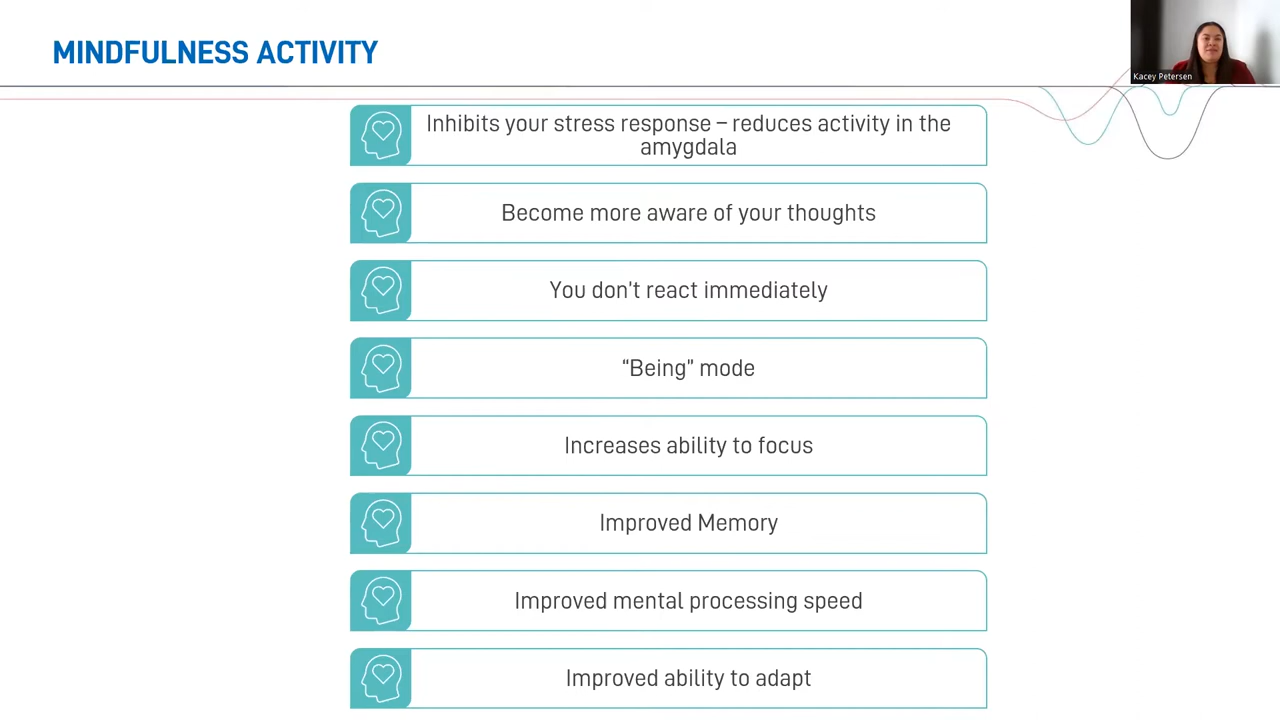 MINDFULNESS ACTIVITY
Kacey Petersen
Inhibits your stress response – reduces activity in the
amygdala
Become more aware of your thoughts
You don't react immediately
“Being” mode
Increases ability to focus
Improved Memory
Improved mental processing speed
Improved ability to adapt